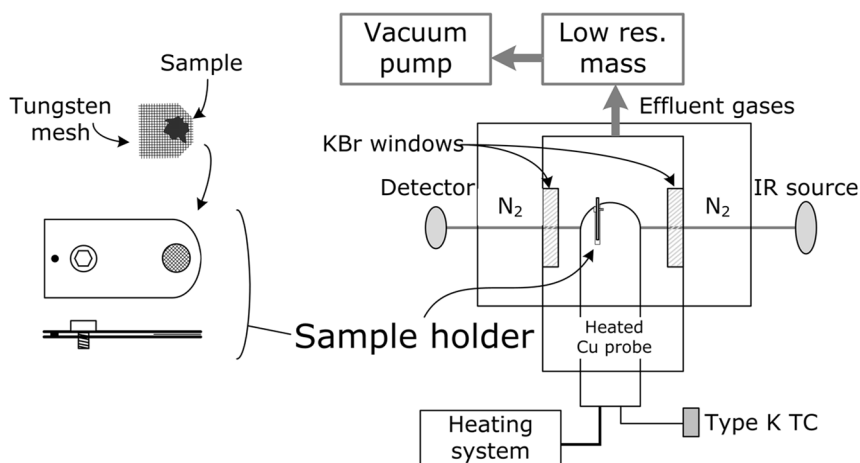 Vacuum
pump
Low res.
mass
Sample
Tungsten
mesh
Effluent gases
KBr windows
Detector
N₂
N₂
IR source
Sample holder
Heated
Cu probe
Heating
system
Type K TC